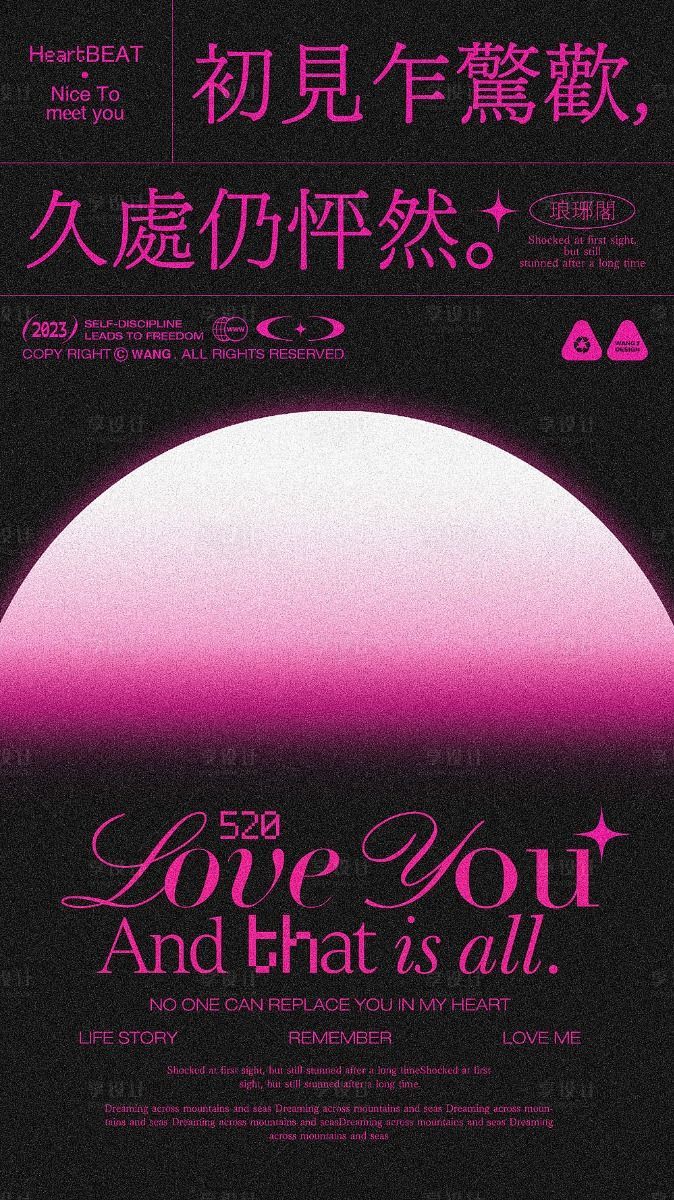 HeartBEAT
Nice To
meet you
初見乍驚歡,
久處仍怦然。
琅琊閣
Shocked at first sight,
but still
stunned after a long time
(2023)
SELF-DISCIPLINE
LEADS TO FREEDOM
WWW
COPY RIGHT © WANG . ALL RIGHTS RESERVED
WANG'S
DESIGN
520
Love You
And that is all.
NO ONE CAN REPLACE YOU IN MY HEART
LIFE STORY REMEMBER LOVE ME
Shocked at first sight, but still stunned after a long timeShocked at first
sight, but still stunned after a long time
Dreaming across mountains and seas Dreaming across mountains and seas Dreaming across moun-
tains and seas Dreaming across mountains and seasDreaming across mountains and seas Dreaming
across mountains and seas